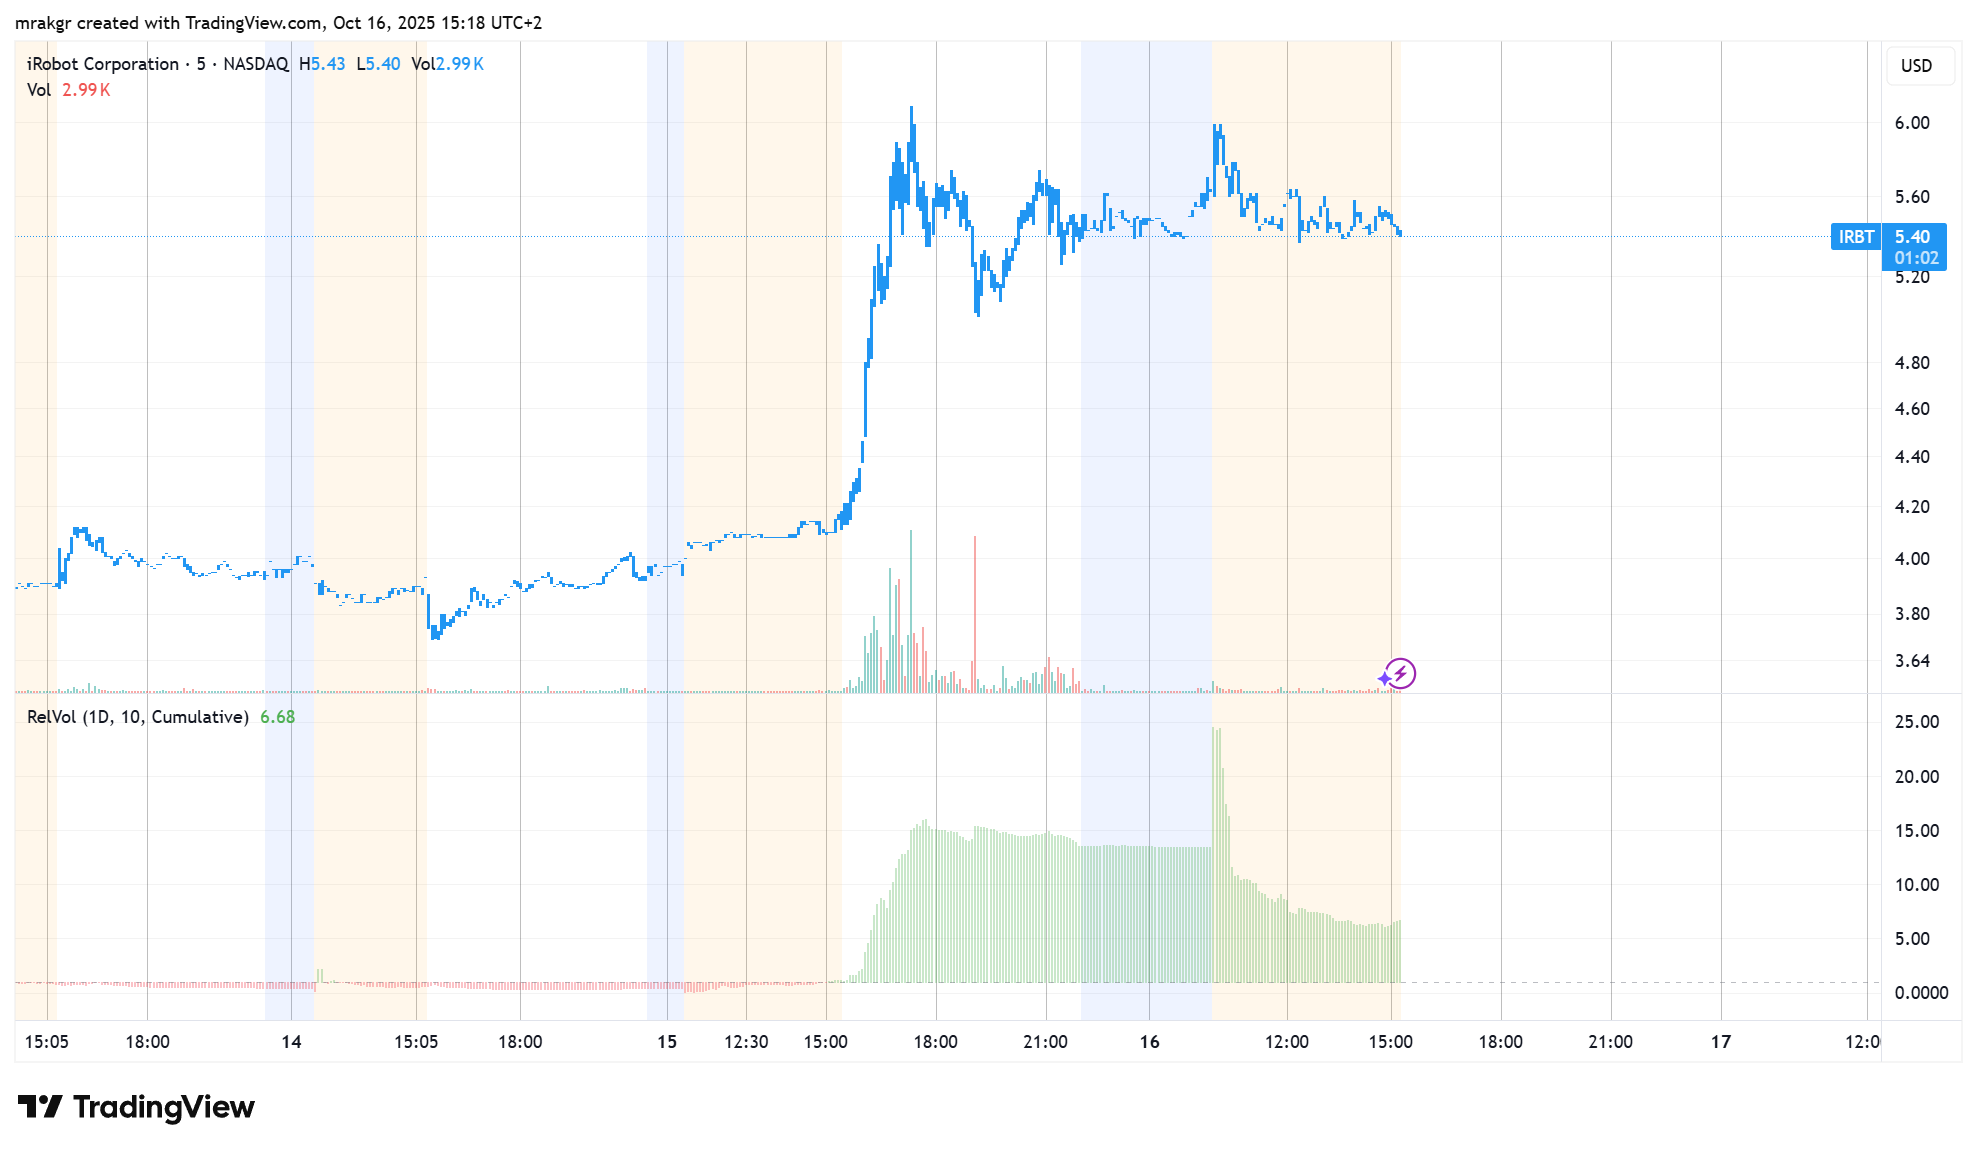 mrakgr created with TradingView.com, Oct 16, 2025 15:18 UTC+2
iRobot Corporation · 5 · NASDAQ H5.43 L5.40 Vol2.99 K
Vol 2.99 K
USD
6.00
5.60
IRBT 5.40
01:02
5.20
4.80
4.60
4.40
4.20
4.00
3.80
3.64
RelVol (1D, 10, Cumulative) 6.68
25.00
20.00
15.00
10.00
5.00
0.0000
15:05 18:00 14 15:05 18:00 15 12:30 15:00 18:00 21:00 16 12:00 15:00 18:00 21:00 17 12:0
TradingView